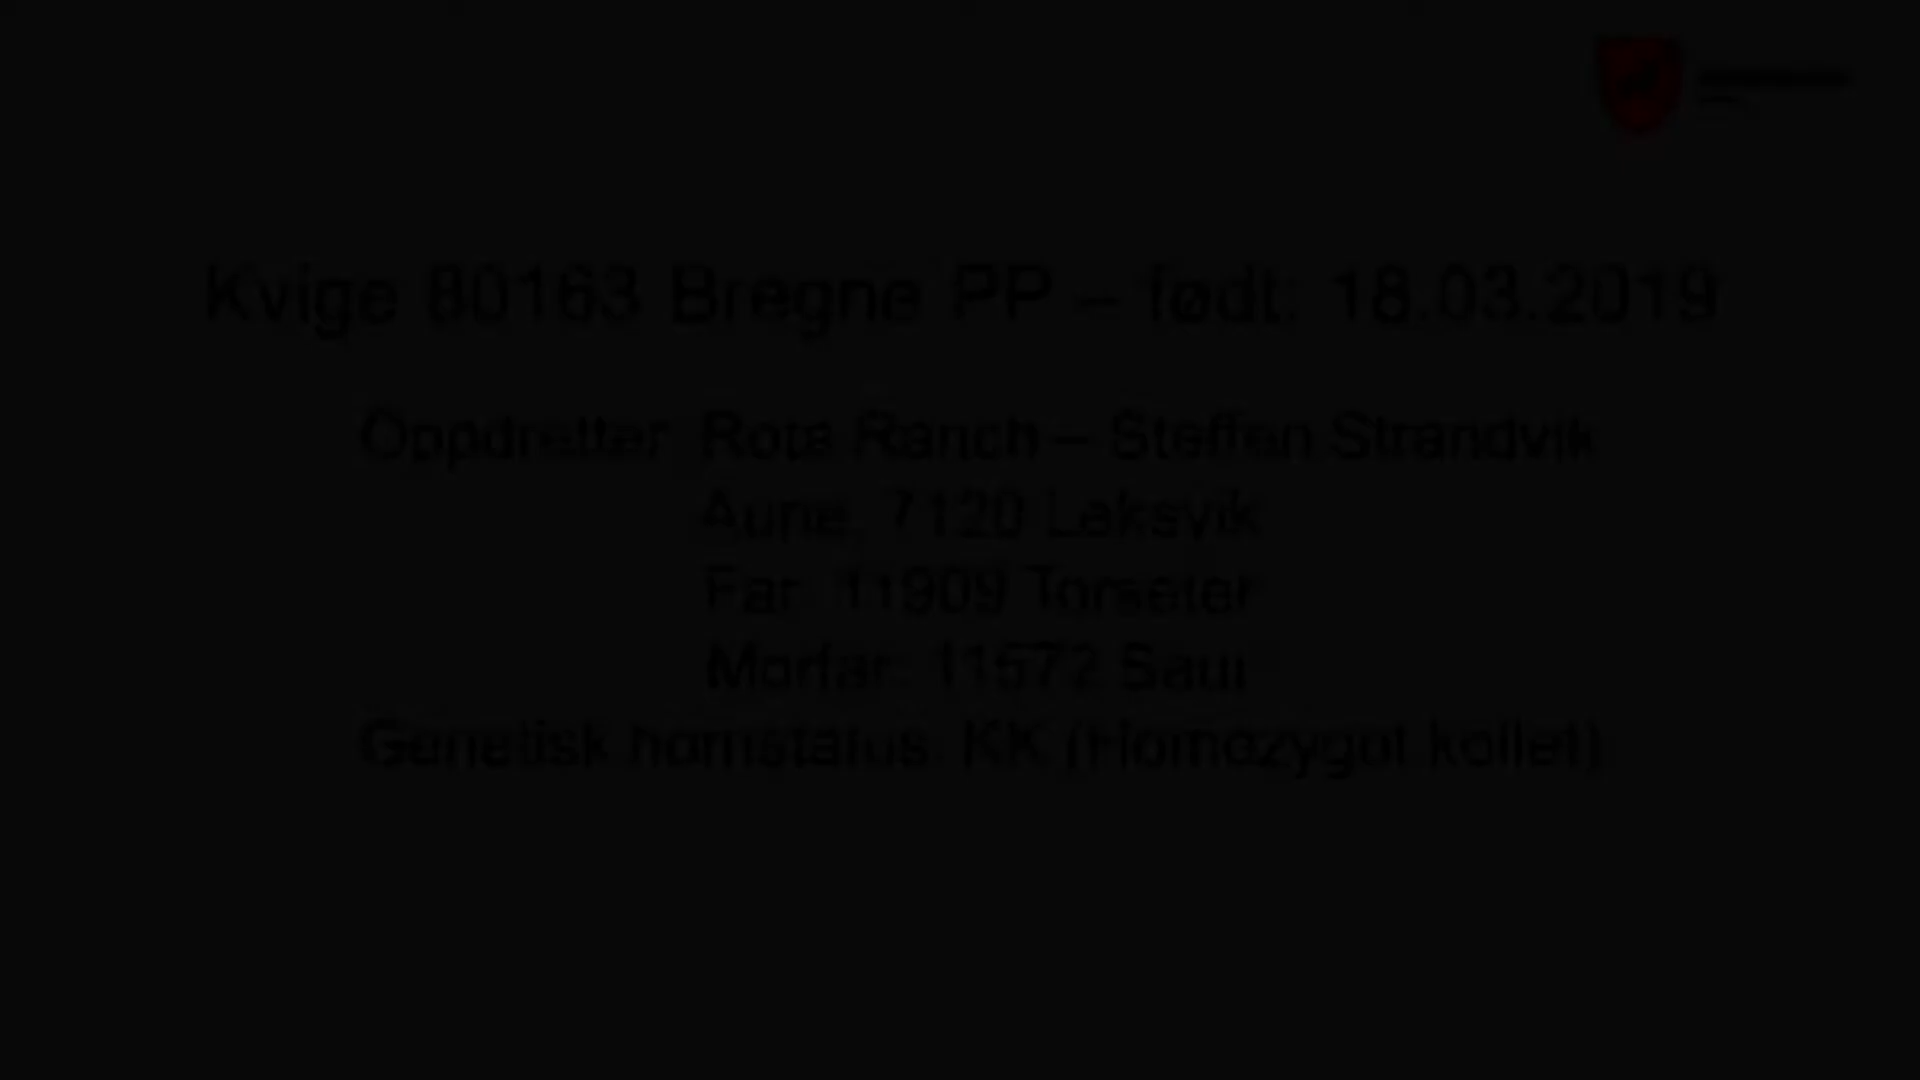 Kvige 80163 Bregne PP – født: 18.03.2019
Oppdretter: Rota Ranch – Steffen Strandvik
Aune, 7120 Leksvik
Far: 11909 Torseter
Morfar: 11572 Saul
Genetisk hornstatus: KK (Homozygot kollet)